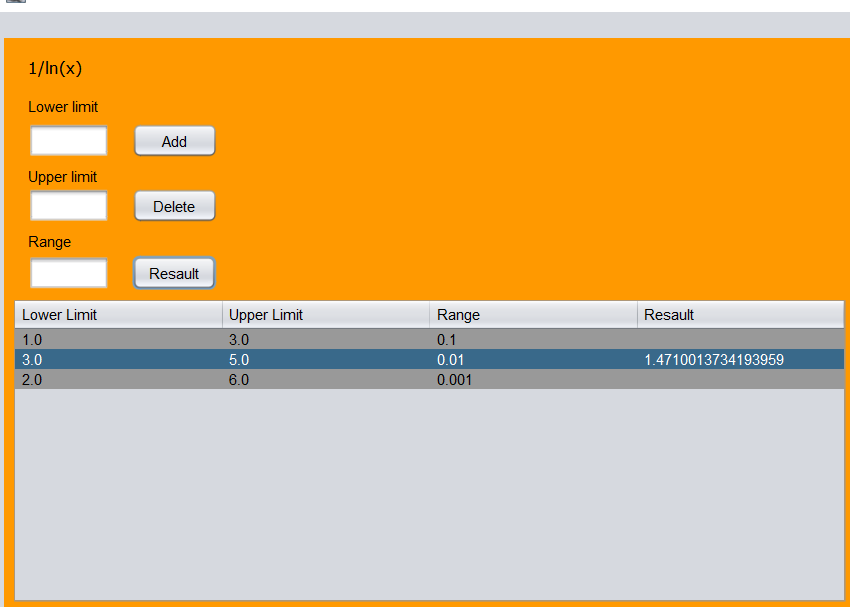 1/ln(x)
Lower limit
Add
Upper limit
Delete
Range
Resault
Lower Limit Upper Limit Range Resault
1.0 3.0 0.1
3.0 5.0 0.01 1.4710013734193959
2.0 6.0 0.001